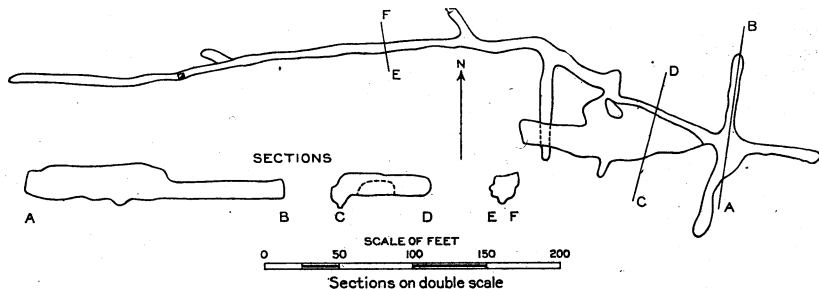 F
E
N
D
B
C
A
SECTIONS
A B C D E F
SCALE OF FEET
0 50 100 150 200
Sections on double scale